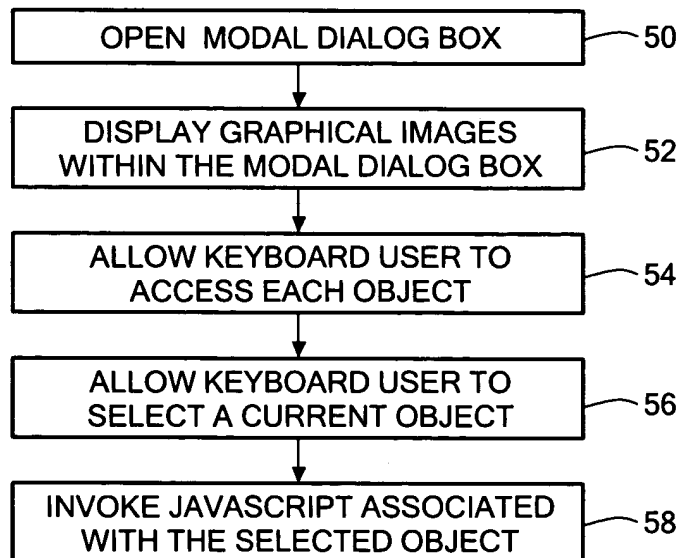 OPEN MODAL DIALOG BOX
50
DISPLAY GRAPHICAL IMAGES
WITHIN THE MODAL DIALOG BOX
52
ALLOW KEYBOARD USER TO
ACCESS EACH OBJECT
54
ALLOW KEYBOARD USER TO
SELECT A CURRENT OBJECT
56
INVOKE JAVASCRIPT ASSOCIATED
WITH THE SELECTED OBJECT
58